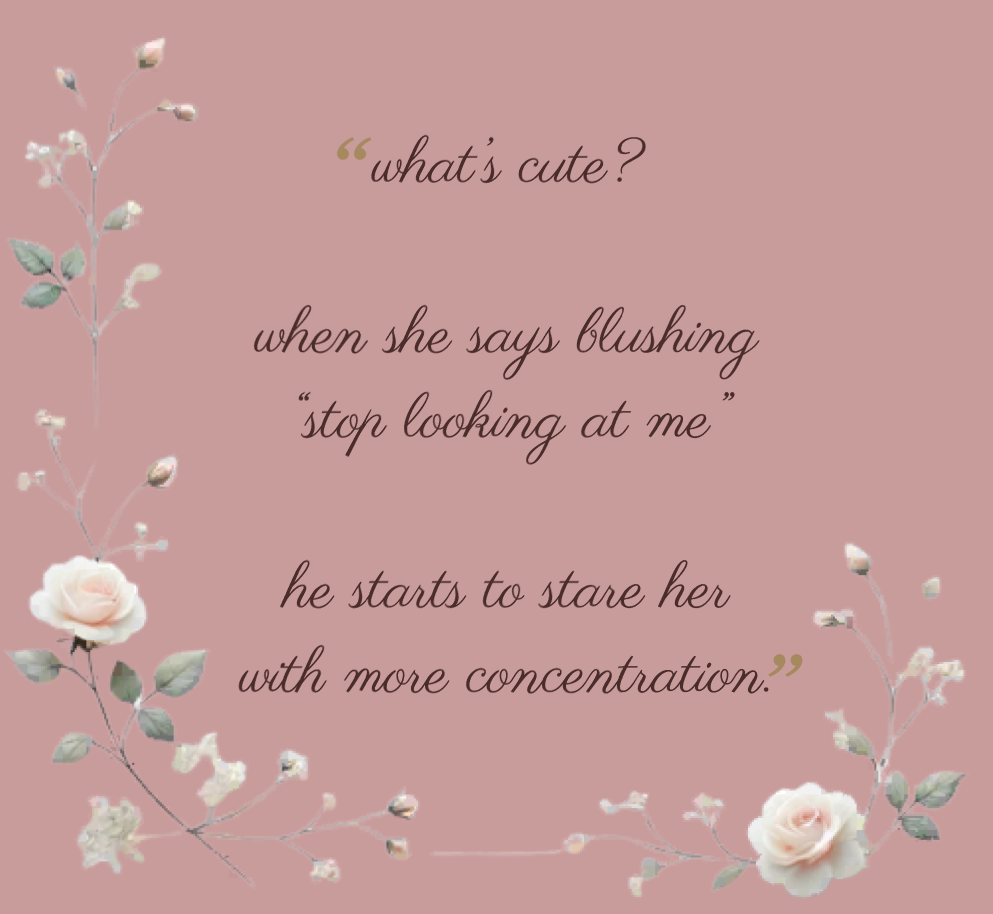 “what’s cute?
when she says blushing
“stop looking at me”
he starts to stare her
with more concentration.”